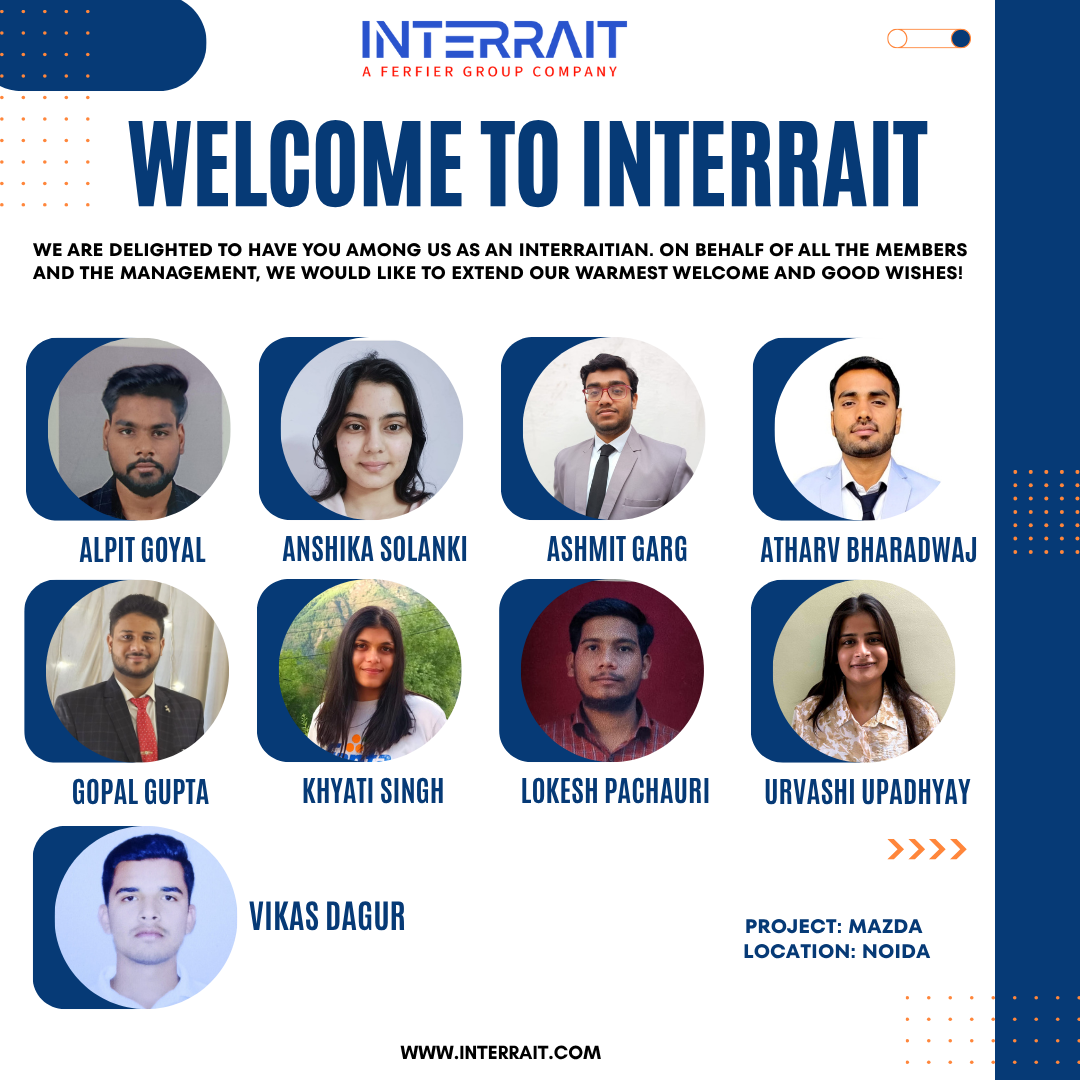 INTERRAIT
A FERFIER GROUP COMPANY
WELCOME TO INTERRAIT
WE ARE DELIGHTED TO HAVE YOU AMONG US AS AN INTERRAITIAN. ON BEHALF OF ALL THE MEMBERS
AND THE MANAGEMENT, WE WOULD LIKE TO EXTEND OUR WARMEST WELCOME AND GOOD WISHES!
ALPIT GOYAL
ANSHIKA SOLANKI
ASHMIT GARG
ATHARV BHARADWAJ
GOPAL GUPTA
KHYATI SINGH
LOKESH PACHAURI
URVASHI UPADHYAY
VIKAS DAGUR
PROJECT: MAZDA
LOCATION: NOIDA
WWW.INTERRAIT.COM